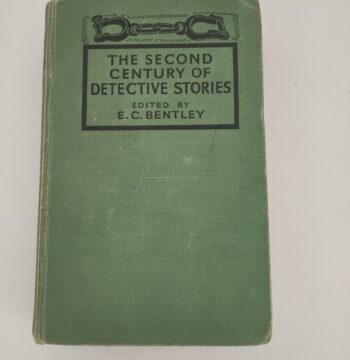 THE SECOND
CENTURY OF
DETECTIVE STORIES
EDITED BY
E. C. BENTLEY